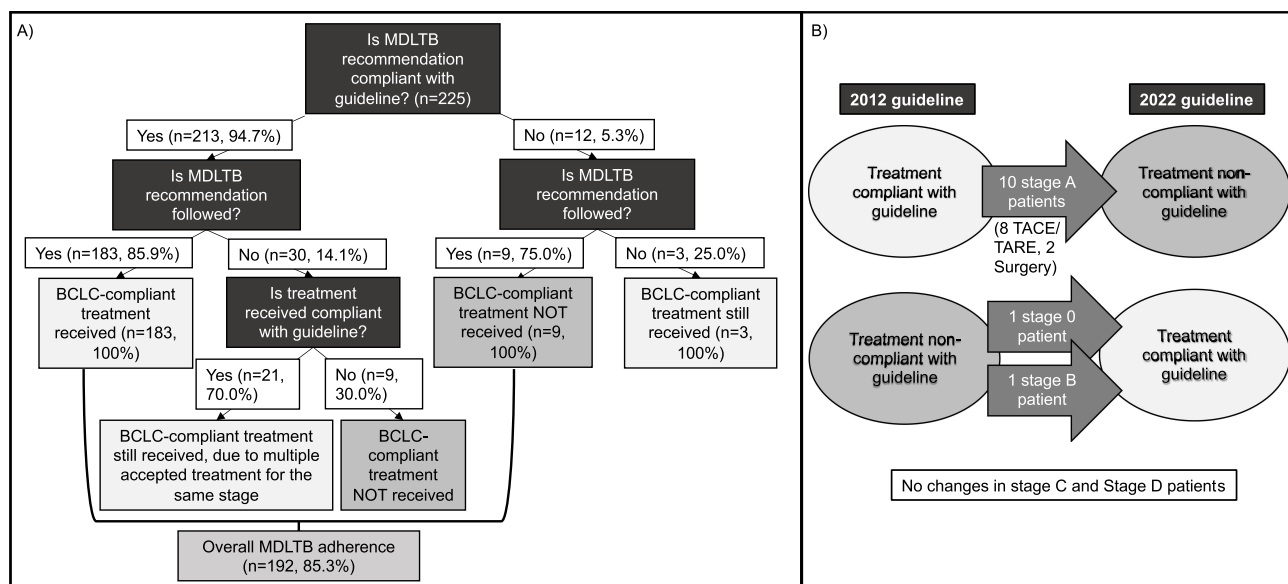 A)
Is MDLTB
recommendation
compliant with
guideline? (n=225)
Yes (n=213, 94.7%)
No (n=12, 5.3%)
Is MDLTB
recommendation
followed?
Is MDLTB
recommendation
followed?
Yes (n=183, 85.9%)
No (n=30, 14.1%)
Yes (n=9, 75.0%)
No (n=3, 25.0%)
BCLC-compliant
treatment
received (n=183,
100%)
Is treatment
received compliant
with guideline?
BCLC-compliant
treatment NOT
received (n=9,
100%)
BCLC-compliant
treatment still
received (n=3,
100%)
Yes (n=21,
70.0%)
No (n=9,
30.0%)
BCLC-compliant treatment
still received, due to multiple
accepted treatment for the
same stage
BCLC-
compliant
treatment
NOT received
Overall MDLTB adherence
(n=192, 85.3%)
B)
2012 guideline
2022 guideline
Treatment
compliant with
guideline
10 stage A
patients
(8 TACE/
TARE, 2
Surgery)
Treatment non-
compliant with
guideline
Treatment non-
compliant with
guideline
1 stage 0
patient
1 stage B
patient
Treatment
compliant with
guideline
No changes in stage C and Stage D patients